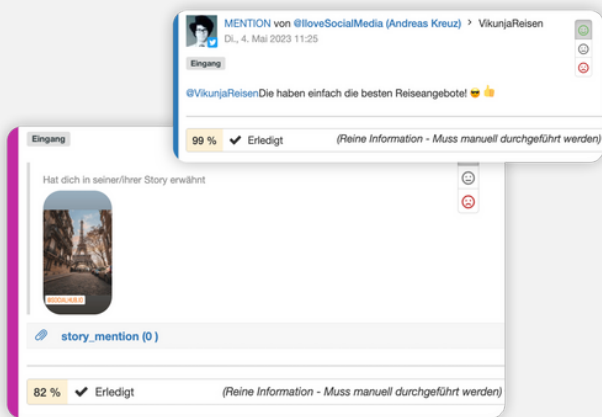 MENTION von @IloveSocialMedia (Andreas Kreuz) > VikunjaReisen
Di., 4. Mai 2023 11:25
Eingang
@VikunjaReisenDie haben einfach die besten Reiseangebote! 😎 👍
99 % ✔ Erledigt (Reine Information - Muss manuell durchgeführt werden)
Eingang
Hat dich in seiner/ihrer Story erwähnt
@SOCIALHUB.IO
story_mention (0 )
82 % ✔ Erledigt (Reine Information - Muss manuell durchgeführt werden)